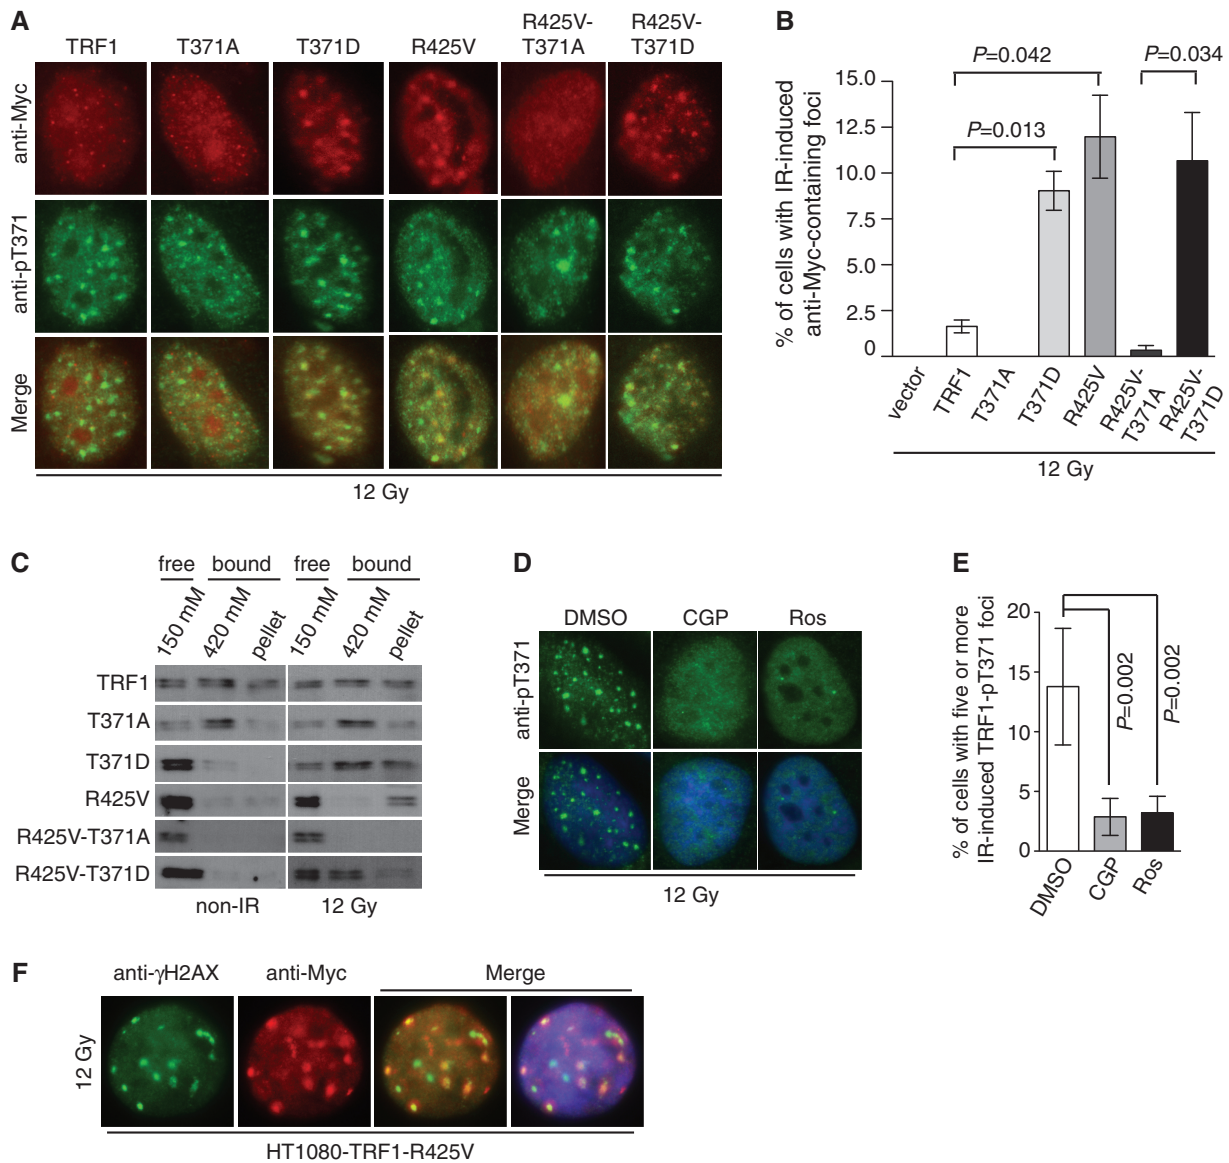 A
TRF1 T371A T371D R425V R425V-T371A R425V-T371D
anti-Myc
anti-pT371
Merge
12 Gy
B
% of cells with IR-induced
anti-Myc-containing foci
15.0
12.5
10.0
7.5
5.0
2.5
0
P=0.042
P=0.034
P=0.013
vector TRF1 T371A T371D R425V R425V-T371A R425V-T371D
12 Gy
C
free bound free bound
150 mM 420 mM pellet 150 mM 420 mM pellet
TRF1
T371A
T371D
R425V
R425V-T371A
R425V-T371D
non-IR 12 Gy
D
DMSO CGP Ros
anti-pT371
Merge
12 Gy
E
% of cells with five or more
IR-induced TRF1-pT371 foci
20
15
10
5
0
P=0.002
P=0.002
DMSO CGP Ros
F
anti-γH2AX anti-Myc Merge
12 Gy
HT1080-TRF1-R425V